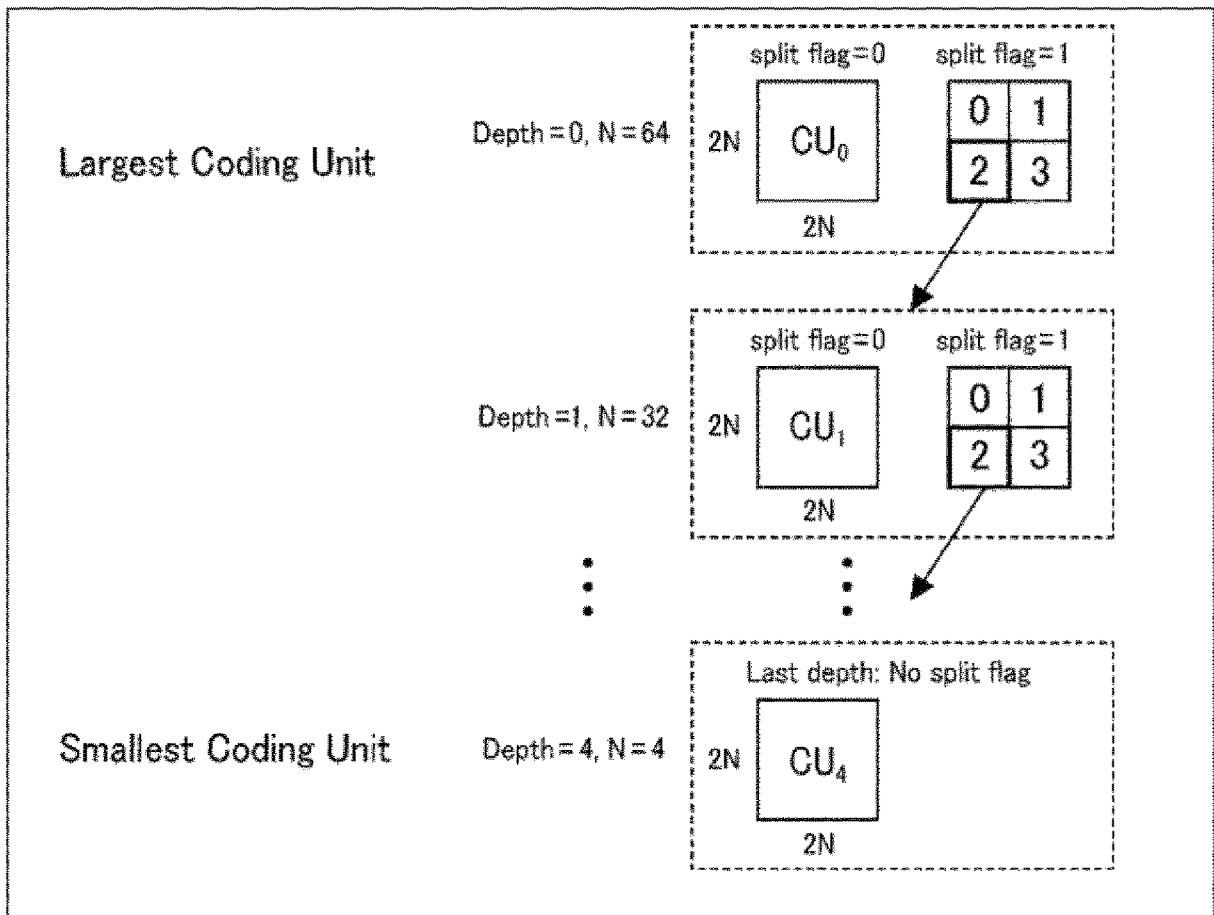 split flag=0 split flag=1
Largest Coding Unit
Depth=0, N=64
2N
CU₀
2N
0 1
2 3
split flag=0 split flag=1
Depth=1, N=32
2N
CU₁
2N
0 1
2 3
Last depth: No split flag
Smallest Coding Unit
Depth=4, N=4
2N
CU₄
2N